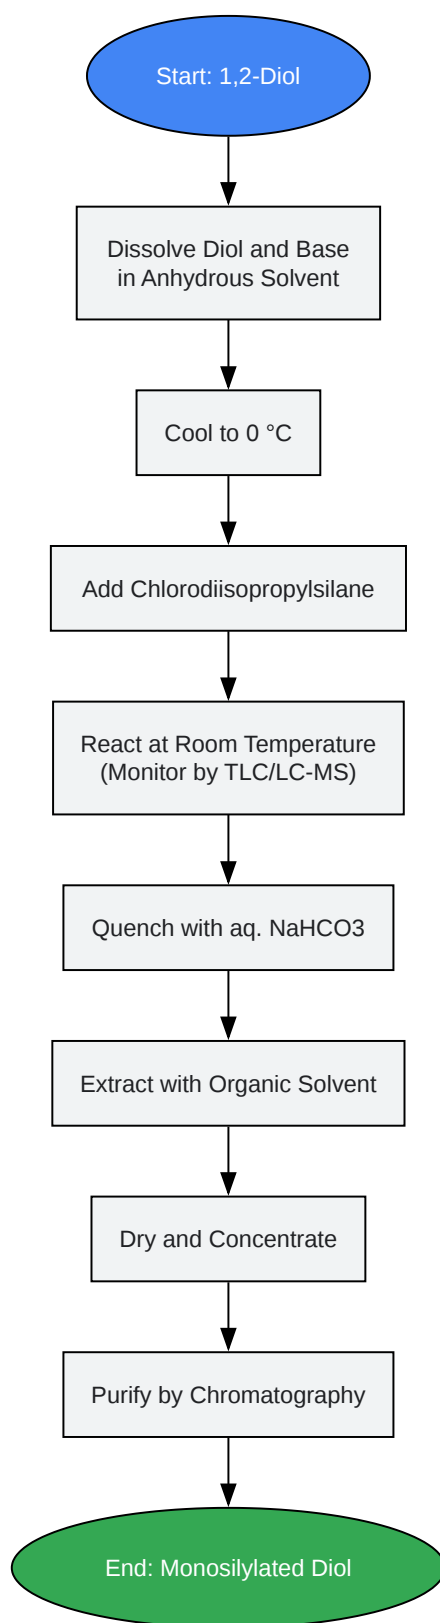 Start: 1,2-Diol
Dissolve Diol and Base
in Anhydrous Solvent
Cool to 0 °C
Add Chlorodiisopropylsilane
React at Room Temperature
(Monitor by TLC/LC-MS)
Quench with aq. NaHCO3
Extract with Organic Solvent
Dry and Concentrate
Purify by Chromatography
End: Monosilylated Diol